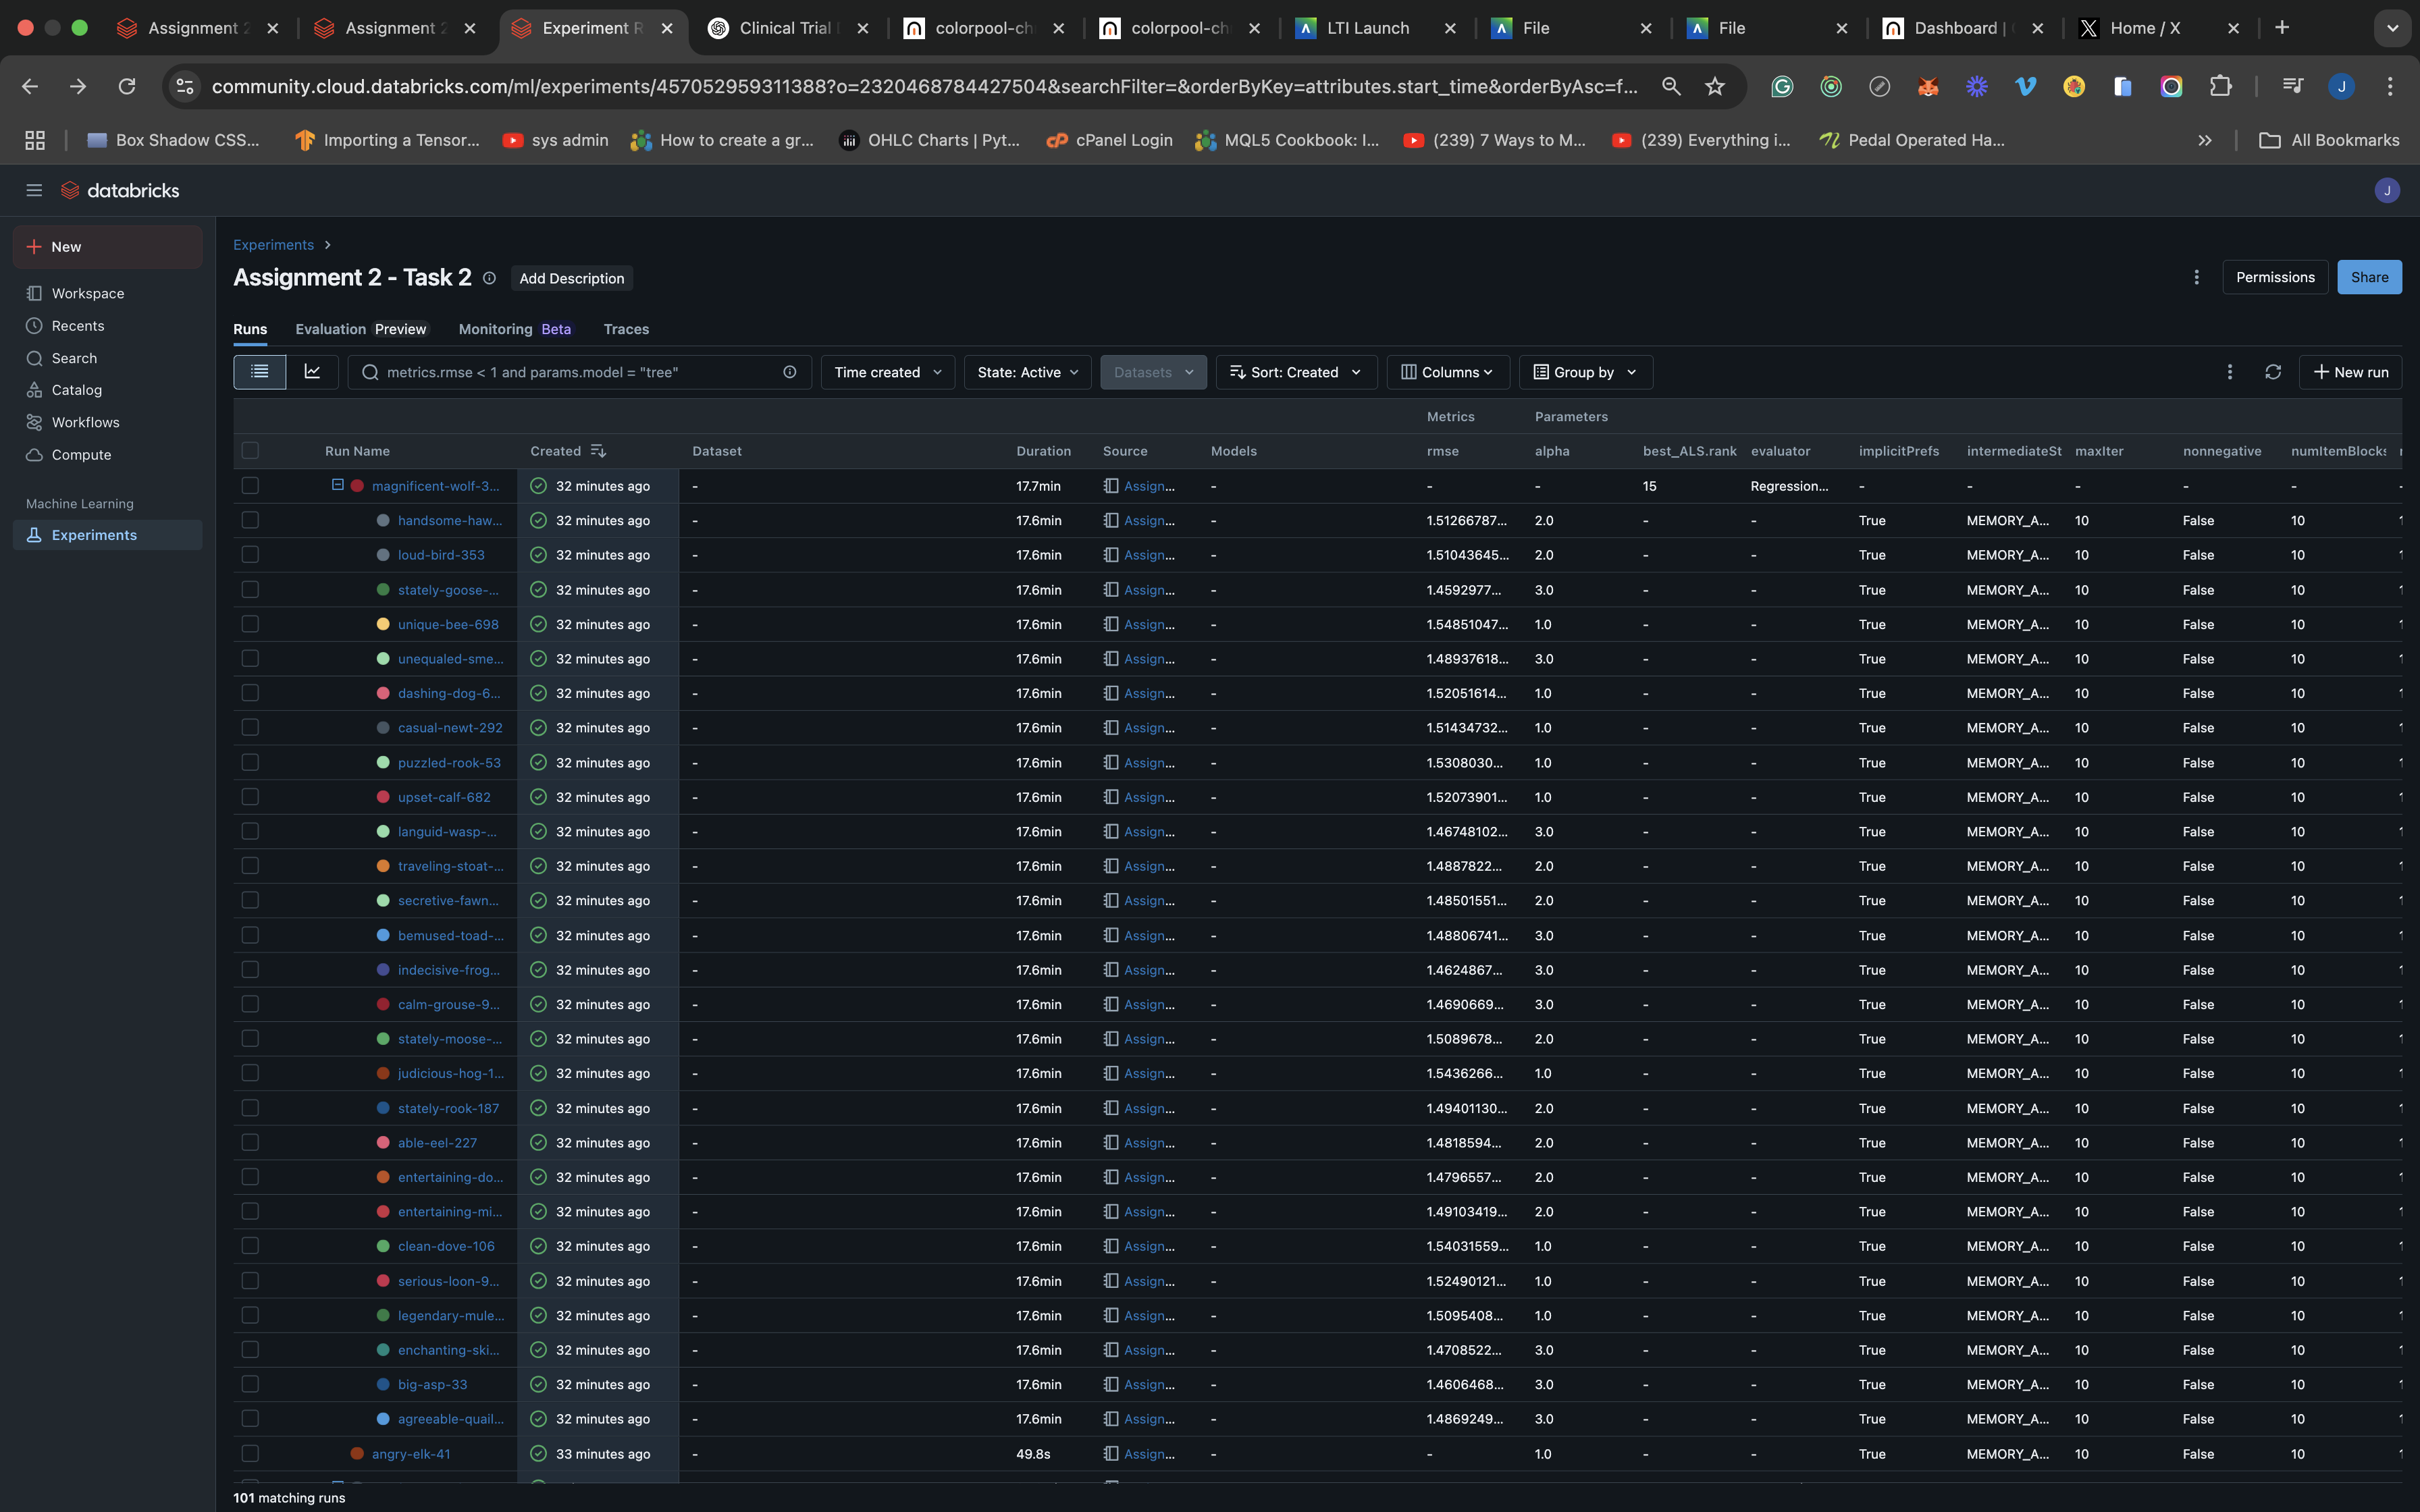 Assignment 2
Assignment 2
Experiment R
Clinical Trial
colorpool-ch
colorpool-ch
LTI Launch
File
File
Dashboard |
Home / X
community.cloud.databricks.com/ml/experiments/457052959311388?o=2320468784427504&searchFilter=&orderByKey=attributes.start_time&orderByAsc=f...
J
Box Shadow CSS...
Importing a Tensor...
sys admin
How to create a gr...
OHLC Charts | Pyt...
cPanel Login
MQL5 Cookbook: I...
(239) 7 Ways to M...
(239) Everything i...
Pedal Operated Ha...
All Bookmarks
databricks
J
New
Workspace
Recents
Search
Catalog
Workflows
Compute
Machine Learning
Experiments
Experiments
Assignment 2 - Task 2 Add Description
Permissions Share
Runs Evaluation Preview Monitoring Beta Traces
metrics.rmse < 1 and params.model = "tree" Time created State: Active Datasets Sort: Created Columns Group by New run
Metrics Parameters
Run Name Created Dataset Duration Source Models rmse alpha best_ALS.rank evaluator implicitPrefs intermediateSt maxIter nonnegative numItemBlocks
magnificent-wolf-3... 32 minutes ago - 17.7min Assign... - - - 15 Regression... - - - - -
handsome-haw... 32 minutes ago - 17.6min Assign... - 1.51266787... 2.0 - - True MEMORY_A... 10 False 10
loud-bird-353 32 minutes ago - 17.6min Assign... - 1.51043645... 2.0 - - True MEMORY_A... 10 False 10
stately-goose-... 32 minutes ago - 17.6min Assign... - 1.4592977... 3.0 - - True MEMORY_A... 10 False 10
unique-bee-698 32 minutes ago - 17.6min Assign... - 1.54851047... 1.0 - - True MEMORY_A... 10 False 10
unequaled-sme... 32 minutes ago - 17.6min Assign... - 1.48937618... 3.0 - - True MEMORY_A... 10 False 10
dashing-dog-6... 32 minutes ago - 17.6min Assign... - 1.52051614... 1.0 - - True MEMORY_A... 10 False 10
casual-newt-292 32 minutes ago - 17.6min Assign... - 1.51434732... 1.0 - - True MEMORY_A... 10 False 10
puzzled-rook-53 32 minutes ago - 17.6min Assign... - 1.5308030... 1.0 - - True MEMORY_A... 10 False 10
upset-calf-682 32 minutes ago - 17.6min Assign... - 1.52073901... 1.0 - - True MEMORY_A... 10 False 10
languid-wasp-... 32 minutes ago - 17.6min Assign... - 1.46748102... 3.0 - - True MEMORY_A... 10 False 10
traveling-stoat-... 32 minutes ago - 17.6min Assign... - 1.4887822... 2.0 - - True MEMORY_A... 10 False 10
secretive-fawn... 32 minutes ago - 17.6min Assign... - 1.48501551... 2.0 - - True MEMORY_A... 10 False 10
bemused-toad-... 32 minutes ago - 17.6min Assign... - 1.48806741... 3.0 - - True MEMORY_A... 10 False 10
indecisive-frog... 32 minutes ago - 17.6min Assign... - 1.4624867... 3.0 - - True MEMORY_A... 10 False 10
calm-grouse-9... 32 minutes ago - 17.6min Assign... - 1.4690669... 3.0 - - True MEMORY_A... 10 False 10
stately-moose-... 32 minutes ago - 17.6min Assign... - 1.5089678... 2.0 - - True MEMORY_A... 10 False 10
judicious-hog-1... 32 minutes ago - 17.6min Assign... - 1.5436266... 1.0 - - True MEMORY_A... 10 False 10
stately-rook-187 32 minutes ago - 17.6min Assign... - 1.49401130... 2.0 - - True MEMORY_A... 10 False 10
able-eel-227 32 minutes ago - 17.6min Assign... - 1.4818594... 2.0 - - True MEMORY_A... 10 False 10
entertaining-do... 32 minutes ago - 17.6min Assign... - 1.4796557... 2.0 - - True MEMORY_A... 10 False 10
entertaining-mi... 32 minutes ago - 17.6min Assign... - 1.49103419... 2.0 - - True MEMORY_A... 10 False 10
clean-dove-106 32 minutes ago - 17.6min Assign... - 1.54031559... 1.0 - - True MEMORY_A... 10 False 10
serious-loon-9... 32 minutes ago - 17.6min Assign... - 1.52490121... 1.0 - - True MEMORY_A... 10 False 10
legendary-mule... 32 minutes ago - 17.6min Assign... - 1.5095408... 1.0 - - True MEMORY_A... 10 False 10
enchanting-ski... 32 minutes ago - 17.6min Assign... - 1.4708522... 3.0 - - True MEMORY_A... 10 False 10
big-asp-33 32 minutes ago - 17.6min Assign... - 1.4606468... 3.0 - - True MEMORY_A... 10 False 10
agreeable-quail... 32 minutes ago - 17.6min Assign... - 1.4869249... 3.0 - - True MEMORY_A... 10 False 10
angry-elk-41 33 minutes ago - 49.8s Assign... - - 1.0 - - True MEMORY_A... 10 False 10
101 matching runs